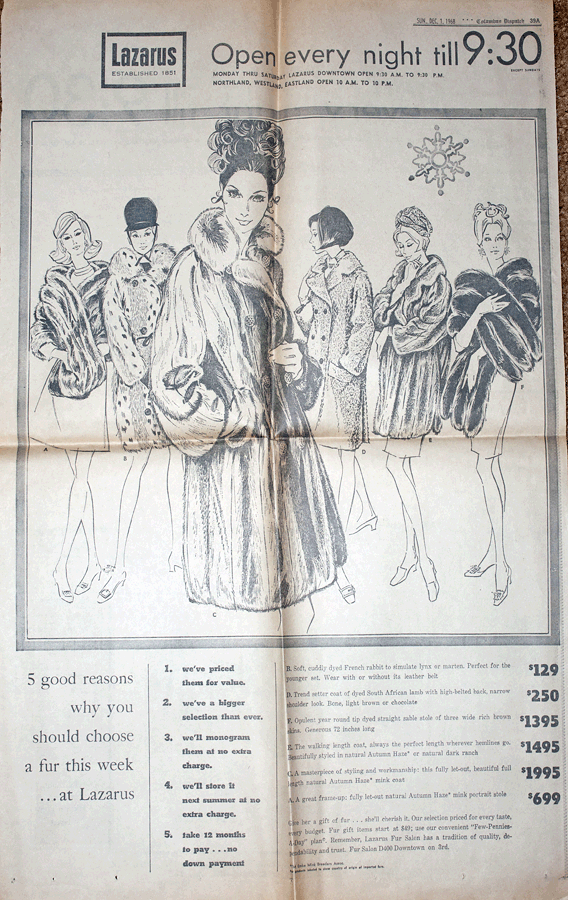 SUN., DEC. 1, 1968 *** Columbus Dispatch 39A
Lazarus
ESTABLISHED 1851
Open every night till 9:30
EXCEPT SUNDAYS
MONDAY THRU SATURDAY LAZARUS DOWNTOWN OPEN 9:30 A.M. TO 9:30 P.M.
NORTHLAND, WESTLAND, EASTLAND OPEN 10 A.M. TO 10 P.M.
A
B
C
E
F
5 good reasons
why you
should choose
a fur this week
...at Lazarus
1. we've priced
them for value.
2. we've a bigger
selection than ever.
3. we'll monogram
them at no extra
charge.
4. we'll store it
next summer at no
extra charge.
5. take 12 months
to pay . . . no
down payment
B. Soft, cuddly dyed French rabbit to simulate lynx or marten. Perfect for the
younger set. Wear with or without its leather belt
$129
D. Trend setter coat of dyed South African lamb with high-belted back, narrow
shoulder look. Bone, light brown or chocolate
$250
F. Opulent year round tip dyed straight sable stole of three wide rich brown
skins. Generous 72 inches long
$1395
E. The walking length coat, always the perfect length wherever hemlines go.
Beautifully styled in natural Autumn Haze* or natural dark ranch
$1495
C. A masterpiece of styling and workmanship: this fully let-out, beautiful full
length natural Autumn Haze* mink coat
$1995
A. A great frame-up: fully let-out natural Autumn Haze* mink portrait stole
$699
Give her a gift of fur . . . she'll cherish it. Our selection priced for every taste,
every budget. Fur gift items start at $49; use our convenient "Few-Pennies-
A-Day" plan*. Remember, Lazarus Fur Salon has a tradition of quality, de-
pendability and trust. Fur Salon D400 Downtown on 3rd.